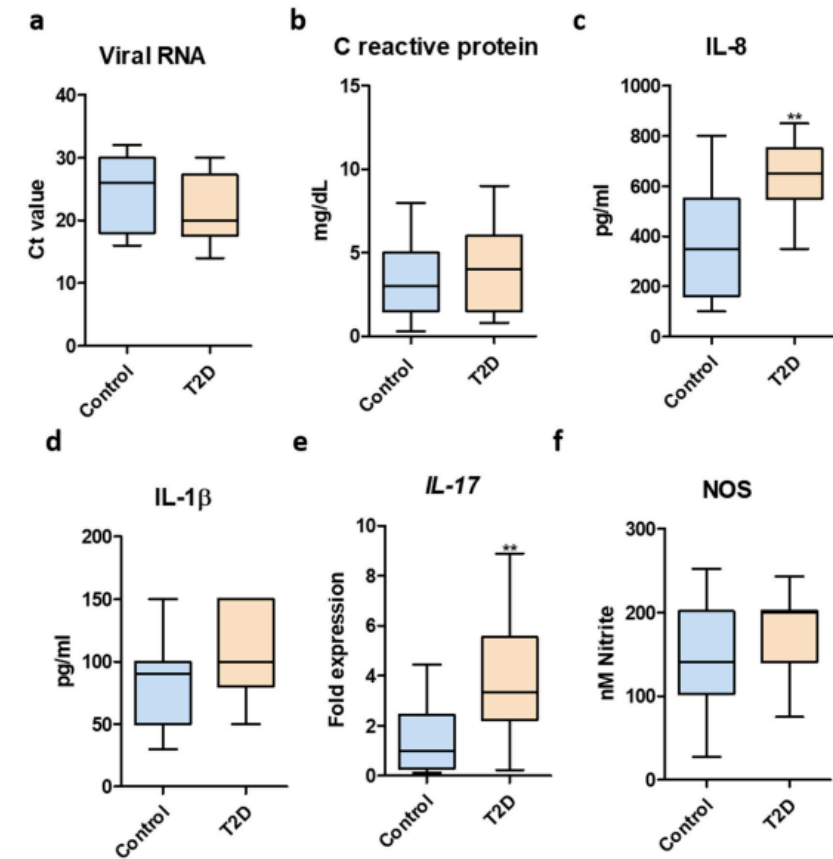 a
Viral RNA
40
30
20
10
0
Ct value
Control
T2D
b
C reactive protein
15
10
5
0
mg/dL
Control
T2D
c
IL-8
1000
800
600
400
200
0
pg/ml
**
Control
T2D
d
IL-1β
200
150
100
50
0
pg/ml
Control
T2D
e
IL-17
10
8
6
4
2
0
Fold expression
**
Control
T2D
f
NOS
300
200
100
0
nM Nitrite
Control
T2D